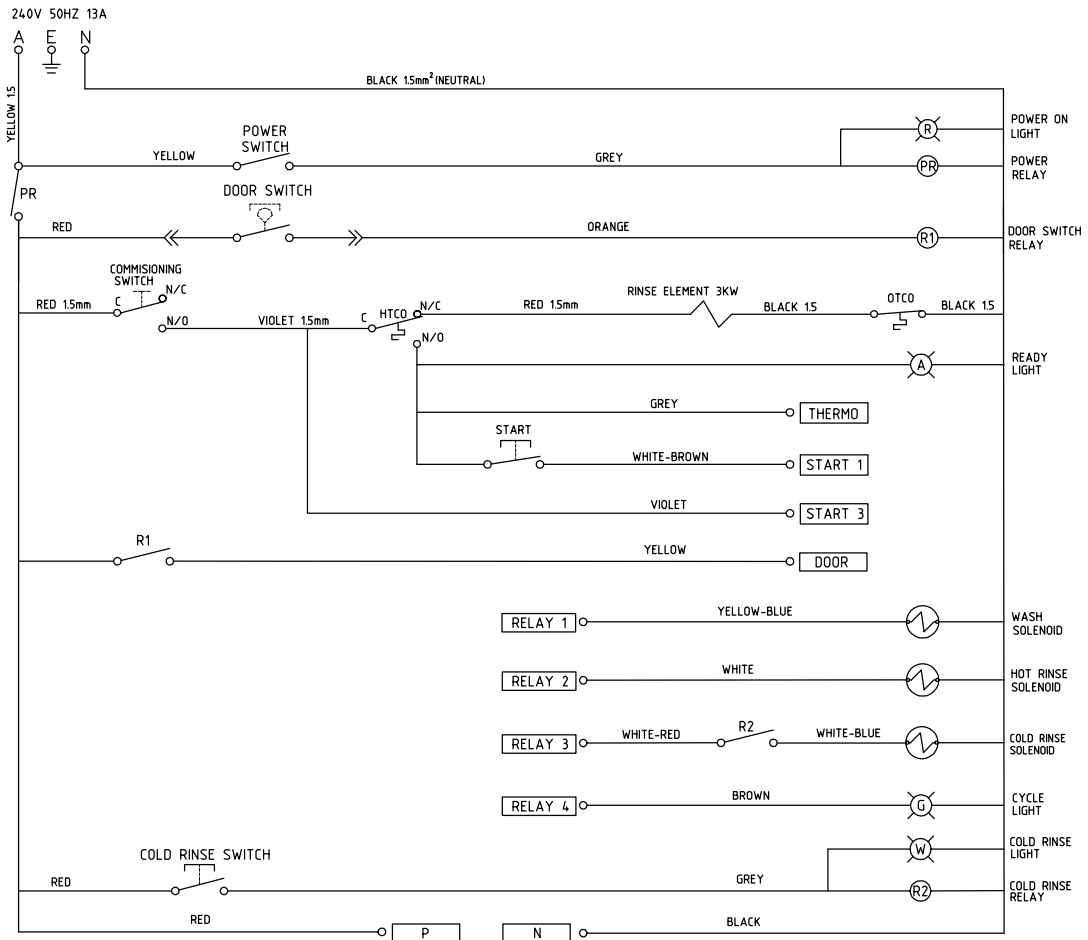 240V 50HZ 13A
A E N
BLACK 1.5mm² (NEUTRAL)
YELLOW 1.5
POWER ON
LIGHT
R
POWER
SWITCH
YELLOW
GREY
PR
POWER
RELAY
PR
DOOR SWITCH
RED
ORANGE
R1
DOOR SWITCH
RELAY
COMMISIONING
SWITCH
N/C
RED 1.5mm
C
N/O
VIOLET 1.5mm
C
HTCO
N/C
N/O
RED 1.5mm
RINSE ELEMENT 3KW
BLACK 1.5
OTCO
BLACK 1.5
A
READY
LIGHT
GREY
THERMO
START
WHITE-BROWN
START 1
VIOLET
START 3
R1
YELLOW
DOOR
RELAY 1
YELLOW-BLUE
WASH
SOLENOID
RELAY 2
WHITE
HOT RINSE
SOLENOID
RELAY 3
WHITE-RED
R2
WHITE-BLUE
COLD RINSE
SOLENOID
RELAY 4
BROWN
G
CYCLE
LIGHT
W
COLD RINSE
LIGHT
COLD RINSE SWITCH
RED
GREY
R2
COLD RINSE
RELAY
RED
P
N
BLACK